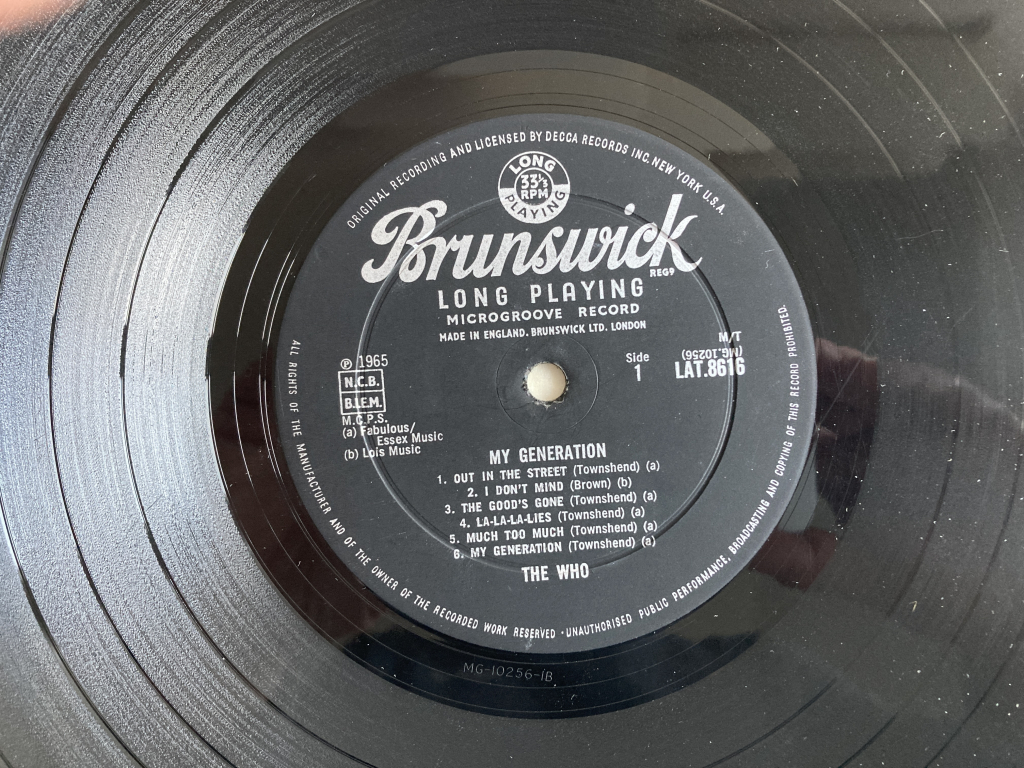 ORIGINAL RECORDING AND LICENSED BY DECCA RECORDS INC. NEW YORK U.S.A.
LONG
33⅓
RPM
PLAYING
Brunswick
REGD
LONG PLAYING
MICROGROOVE RECORD
MADE IN ENGLAND. BRUNSWICK LTD. LONDON
℗ 1965
N.C.B.
B.I.E.M.
M.C.P.S.
(a) Fabulous/
Essex Music
(b) Lois Music
Side
1
M/T
(MG.10256)
LAT.8616
MY GENERATION
1. OUT IN THE STREET (Townshend) (a)
2. I DON'T MIND (Brown) (b)
3. THE GOOD'S GONE (Townshend) (a)
4. LA-LA-LA-LIES (Townshend) (a)
5. MUCH TOO MUCH (Townshend) (a)
6. MY GENERATION (Townshend) (a)
THE WHO
ALL RIGHTS OF THE MANUFACTURER AND OF THE OWNER OF THE RECORDED WORK RESERVED · UNAUTHORISED PUBLIC PERFORMANCE, BROADCASTING AND COPYING OF THIS RECORD PROHIBITED.
MG-10256-1B